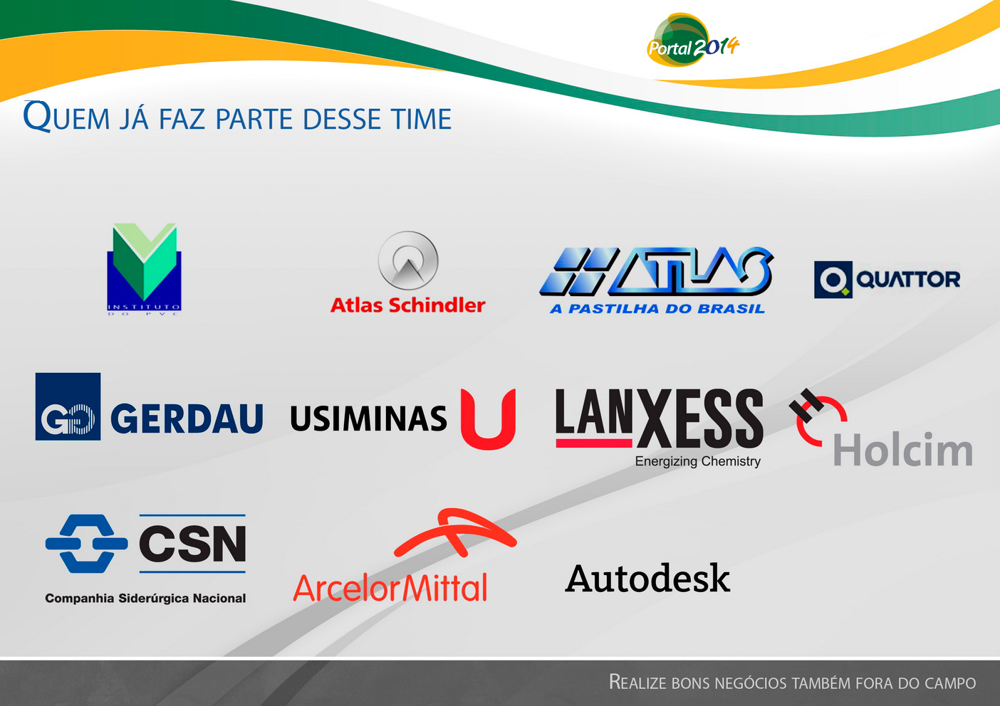 Portal 2014
QUEM JÁ FAZ PARTE DESSE TIME
INSTITUTO
DO PVC
Atlas Schindler
ATLAS
A PASTILHA DO BRASIL
Q QUATTOR
GG GERDAU
USIMINAS U
LANXESS
Energizing Chemistry
Holcim
CSN
Companhia Siderúrgica Nacional
ArcelorMittal
Autodesk
REALIZE BONS NEGÓCIOS TAMBÉM FORA DO CAMPO